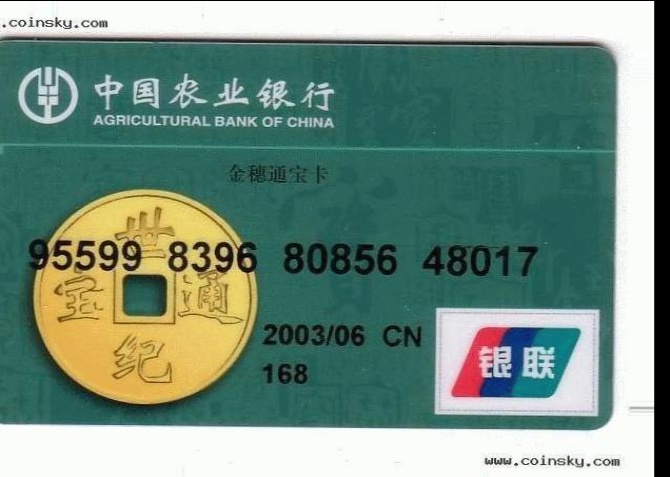 .coinsky.com
中国农业银行
AGRICULTURAL BANK OF CHINA
金穗通宝卡
世
95599 8396 80856 48017
宝 通
纪
2003/06 CN
168
银联
www.coinsky.com